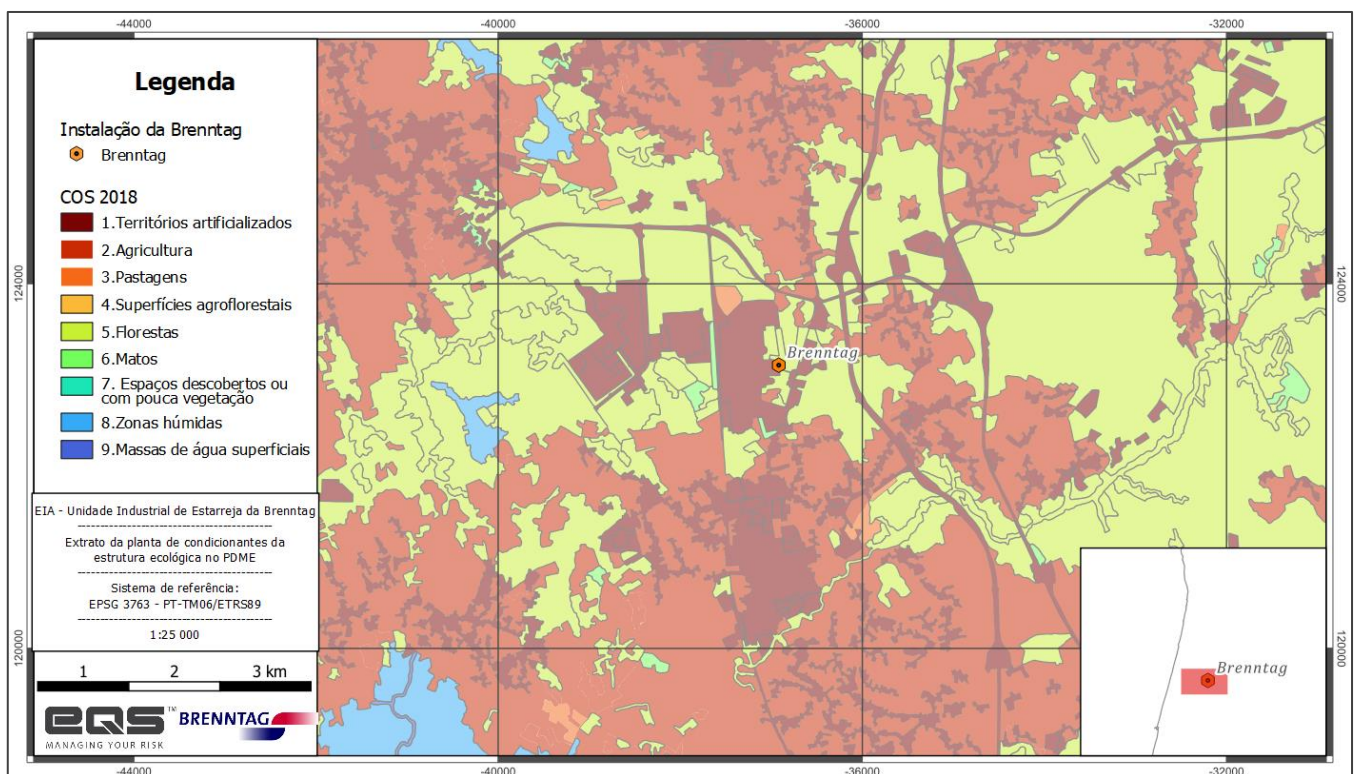 -44000
-40000
-36000
-32000
Legenda
Instalação da Brenntag
Brenntag
COS 2018
1.Territórios artificializados
2.Agricultura
3.Pastagens
4.Superfícies agroflorestais
5.Florestas
6.Matos
7. Espaços descobertos ou
com pouca vegetação
8.Zonas húmidas
9.Massas de água superficiais
EIA - Unidade Industrial de Estarreja da Brenntag
--------------------------------------------
Extrato da planta de condicionantes da
estrutura ecológica no PDME
--------------------------------------------
Sistema de referência:
EPSG 3763 - PT-TM06/ETRS89
--------------------------------------------
1:25 000
1 2 3 km
eQS™ BRENNTAG
MANAGING YOUR RISK
124000
120000
Brenntag
Brenntag
124000
120000
-44000
-40000
-36000
-32000